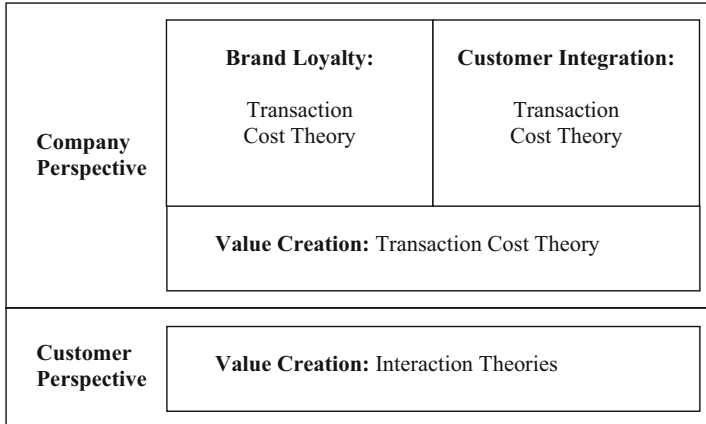 Brand Loyalty:
Transaction
Cost Theory
Customer Integration:
Transaction
Cost Theory
Company
Perspective
Value Creation: Transaction Cost Theory
Customer
Perspective
Value Creation: Interaction Theories